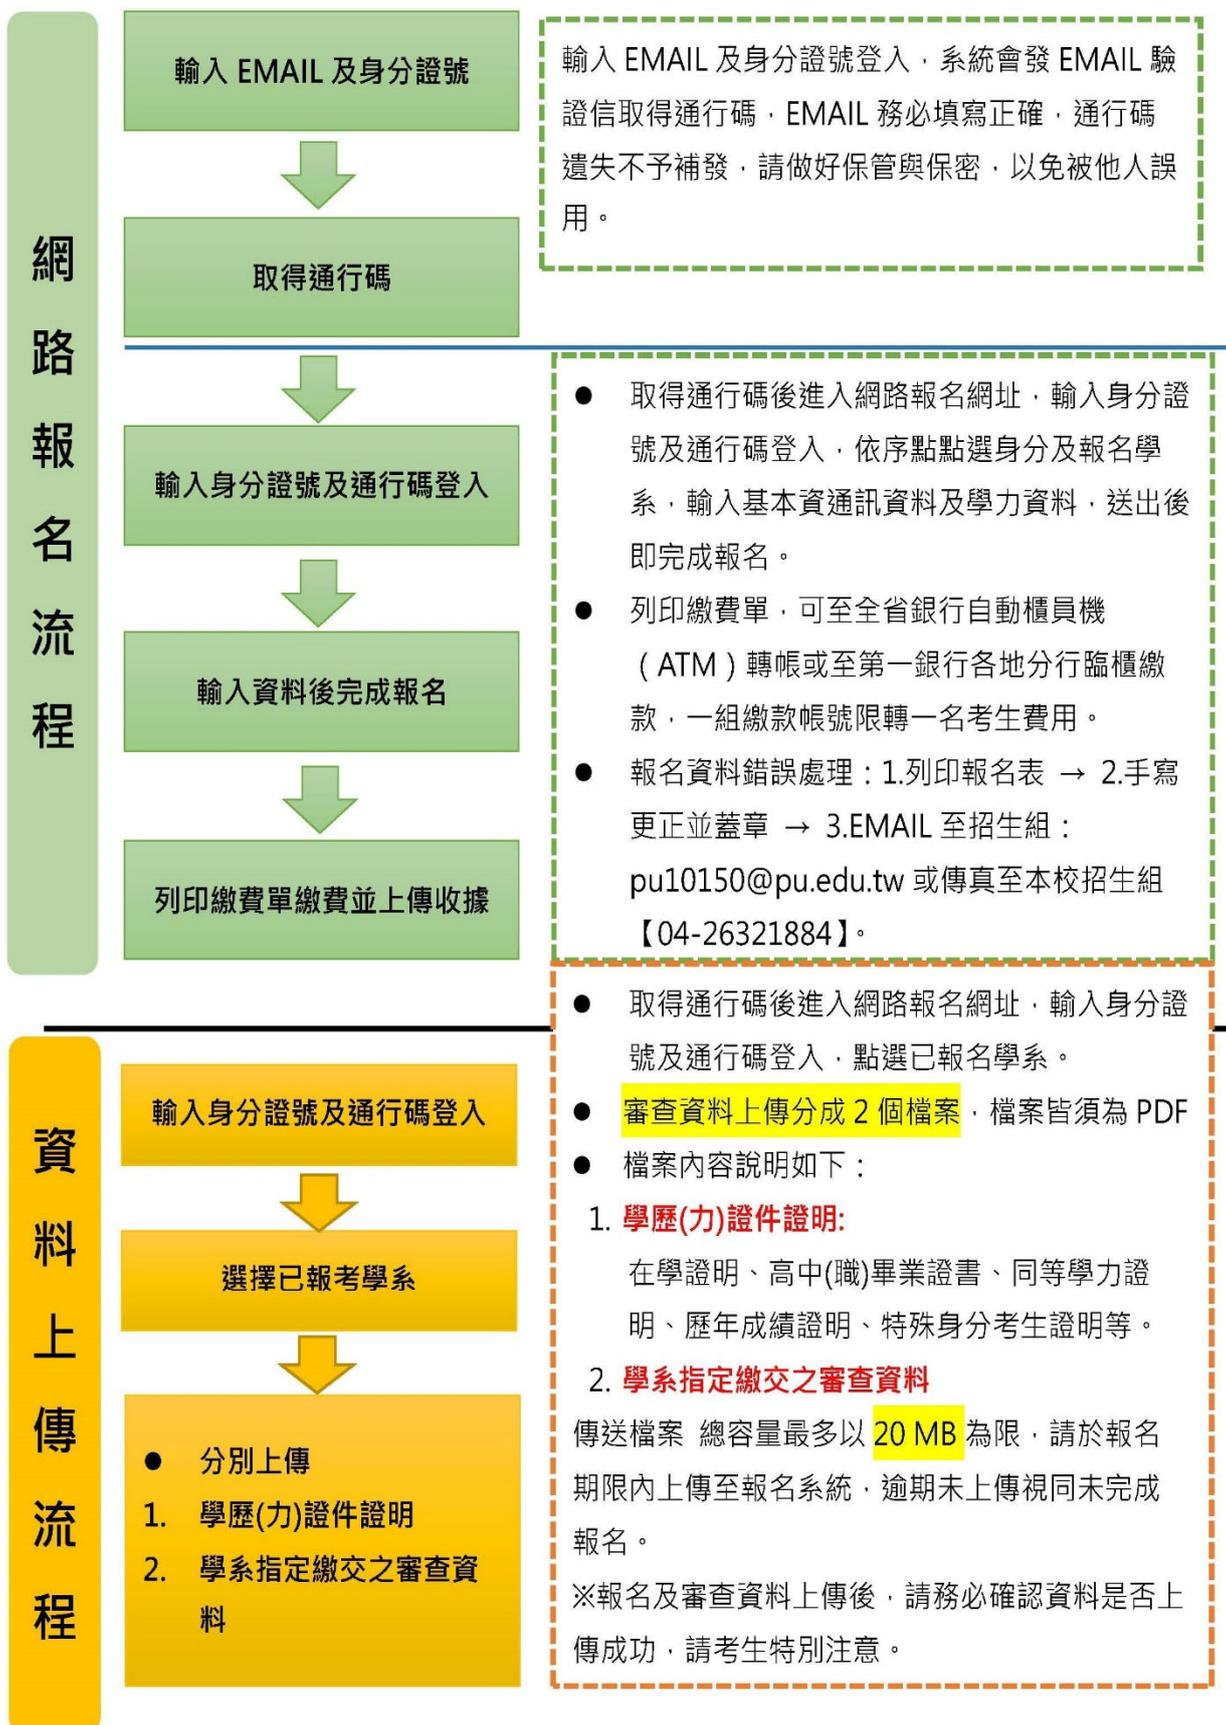 網路報名流程
輸入 EMAIL 及身分證號
取得通行碼
輸入 EMAIL 及身分證號登入，系統會發 EMAIL 驗
證信取得通行碼，EMAIL 務必填寫正確，通行碼
遺失不予補發，請做好保管與保密，以免被他人誤
用。
輸入身分證號及通行碼登入
輸入資料後完成報名
列印繳費單繳費並上傳收據
● 取得通行碼後進入網路報名網址，輸入身分證
號及通行碼登入，依序點點選身分及報名學
系，輸入基本資通訊資料及學力資料，送出後
即完成報名。
● 列印繳費單，可至全省銀行自動櫃員機
（ATM）轉帳或至第一銀行各地分行臨櫃繳
款，一組繳款帳號限轉一名考生費用。
● 報名資料錯誤處理：1.列印報名表 → 2.手寫
更正並蓋章 → 3.EMAIL 至招生組：
pu10150@pu.edu.tw 或傳真至本校招生組
【04-26321884】。
資料上傳流程
輸入身分證號及通行碼登入
選擇已報考學系
● 分別上傳
1. 學歷(力)證件證明
2. 學系指定繳交之審查資
料
● 取得通行碼後進入網路報名網址，輸入身分證
號及通行碼登入，點選已報名學系。
● 審查資料上傳分成 2 個檔案，檔案皆須為 PDF
● 檔案內容說明如下：
1. 學歷(力)證件證明:
在學證明、高中(職)畢業證書、同等學力證
明、歷年成績證明、特殊身分考生證明等。
2. 學系指定繳交之審查資料
傳送檔案 總容量最多以 20 MB 為限，請於報名
期限內上傳至報名系統，逾期未上傳視同未完成
報名。
※報名及審查資料上傳後，請務必確認資料是否上
傳成功，請考生特別注意。